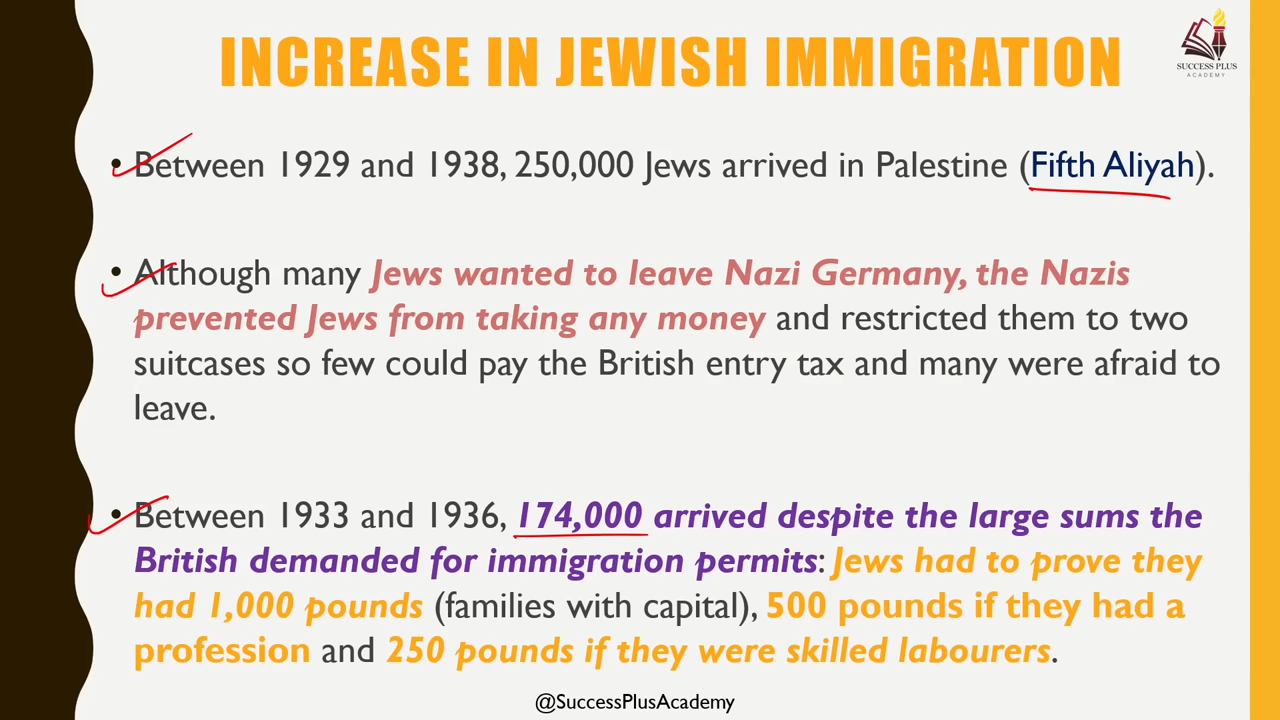 INCREASE IN JEWISH IMMIGRATION
SUCCESS PLUS
ACADEMY
• Between 1929 and 1938, 250,000 Jews arrived in Palestine (Fifth Aliyah).
• Although many Jews wanted to leave Nazi Germany, the Nazis
prevented Jews from taking any money and restricted them to two
suitcases so few could pay the British entry tax and many were afraid to
leave.
• Between 1933 and 1936, 174,000 arrived despite the large sums the
British demanded for immigration permits: Jews had to prove they
had 1,000 pounds (families with capital), 500 pounds if they had a
profession and 250 pounds if they were skilled labourers.
@SuccessPlusAcademy